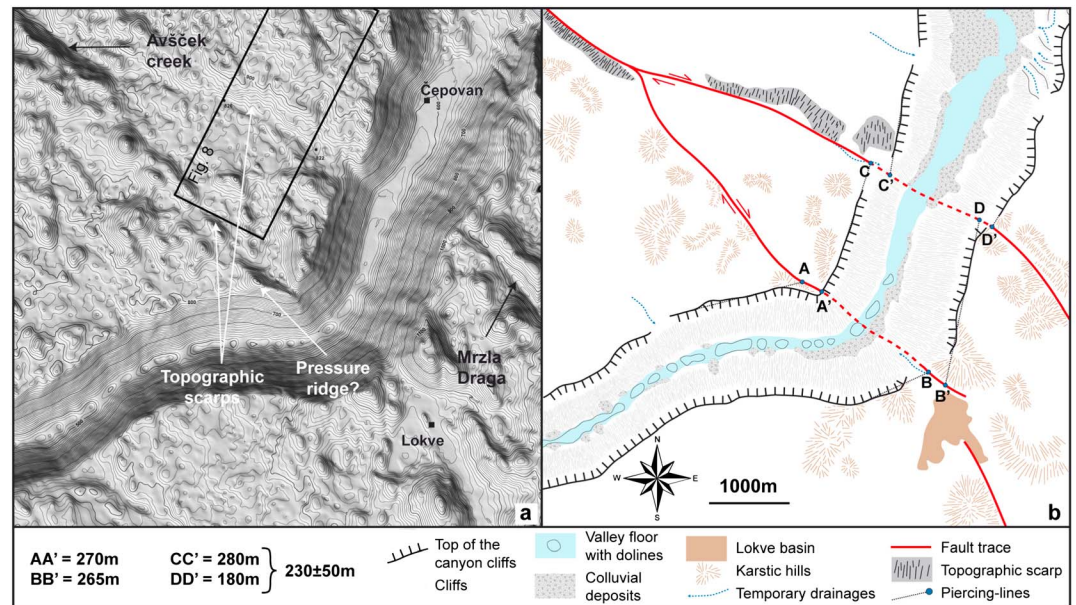 Avšček
creek
Čepovan
Fig. 8
Mrzla
Draga
Topographic
scarps
Pressure
ridge?
Lokve
a
C
C'
D
D'
A
A'
B
B'
N
W
E
S
1000m
b
AA' = 270m
BB' = 265m
CC' = 280m
DD' = 180m
230±50m
Top of the
canyon cliffs
Cliffs
Valley floor
with dolines
Colluvial
deposits
Lokve basin
Karstic hills
Temporary drainages
Fault trace
Topographic scarp
Piercing-lines